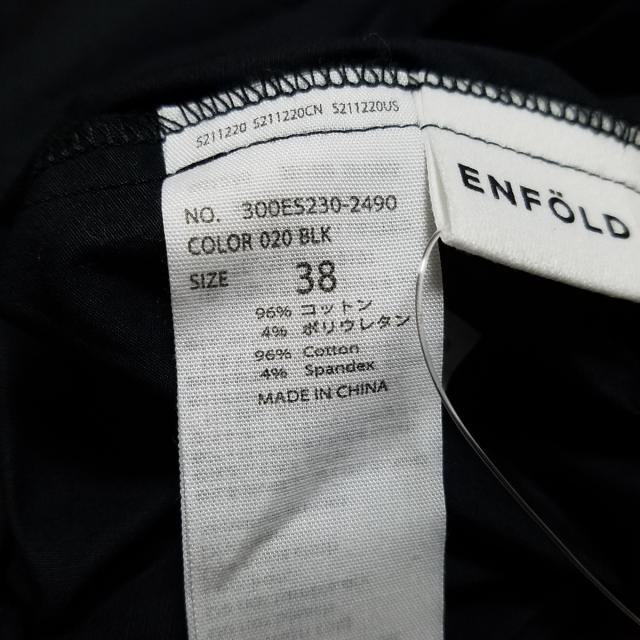 5211220 5211220CN 5211220US
ENFÖLD
NO. 300ES230-2490
COLOR 020 BLK
SIZE 38
96% コットン
4% ポリウレタン
96% Cotton
4% Spandex
MADE IN CHINA